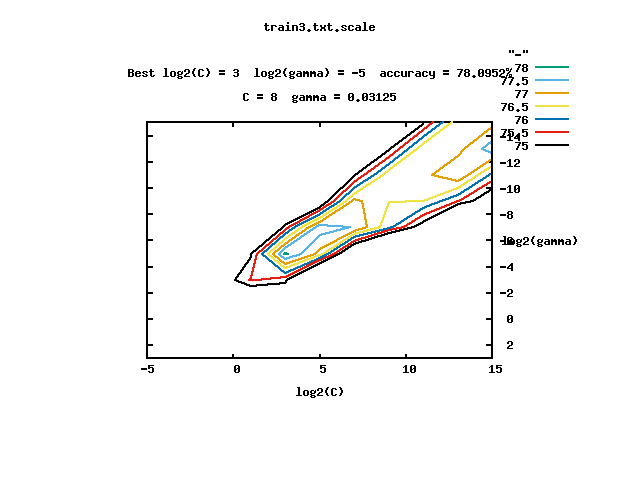 train3.txt.scale
"-"
Best log2(C) = 3 log2(gamma) = -5 accuracy = 78.0952%
78
77.5
77
76.5
76
75.5
75
C = 8 gamma = 0.03125
-14
-12
-10
-8
-6
log2(gamma)
-4
-2
0
2
-5 0 5 10 15
log2(C)